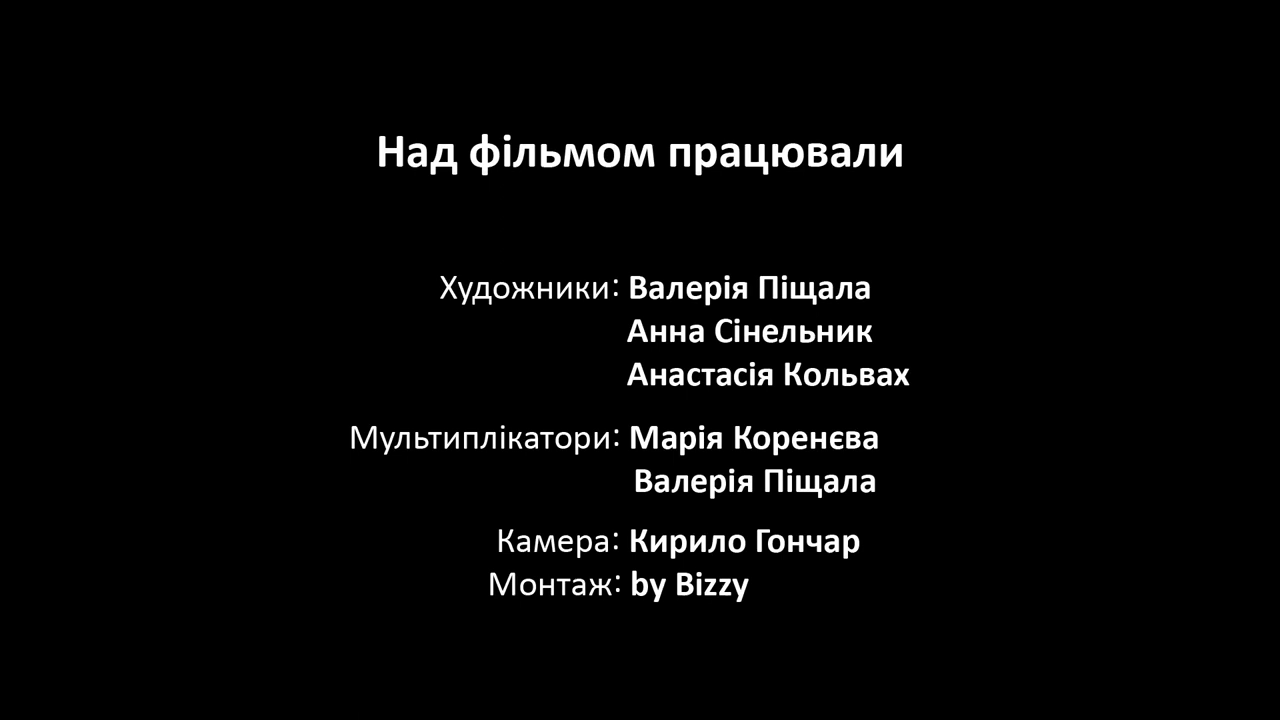 Над фільмом працювали
Художники: Валерія Піщала
Анна Сінельник
Анастасія Кольвах
Мультиплікатори: Марія Коренєва
Валерія Піщала
Камера: Кирило Гончар
Монтаж: by Bizzy